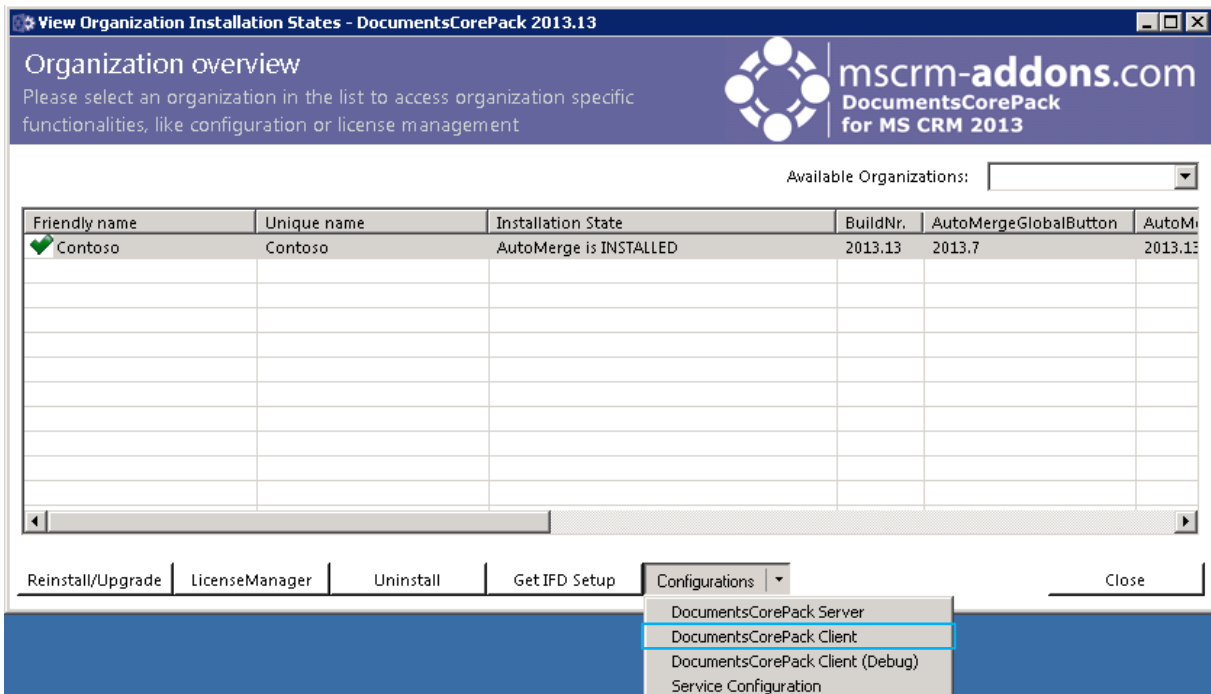 View Organization Installation States - DocumentsCorePack 2013.13
Organization overview
Please select an organization in the list to access organization specific
functionalities, like configuration or license management
mscrm-addons.com
DocumentsCorePack
for MS CRM 2013
Available Organizations:
Friendly name Unique name Installation State BuildNr. AutoMergeGlobalButton
Contoso Contoso AutoMerge is INSTALLED 2013.13 2013.7
Reinstall/Upgrade LicenseManager Uninstall Get IFD Setup Configurations Close
DocumentsCorePack Server
DocumentsCorePack Client
DocumentsCorePack Client (Debug)
Service Configuration